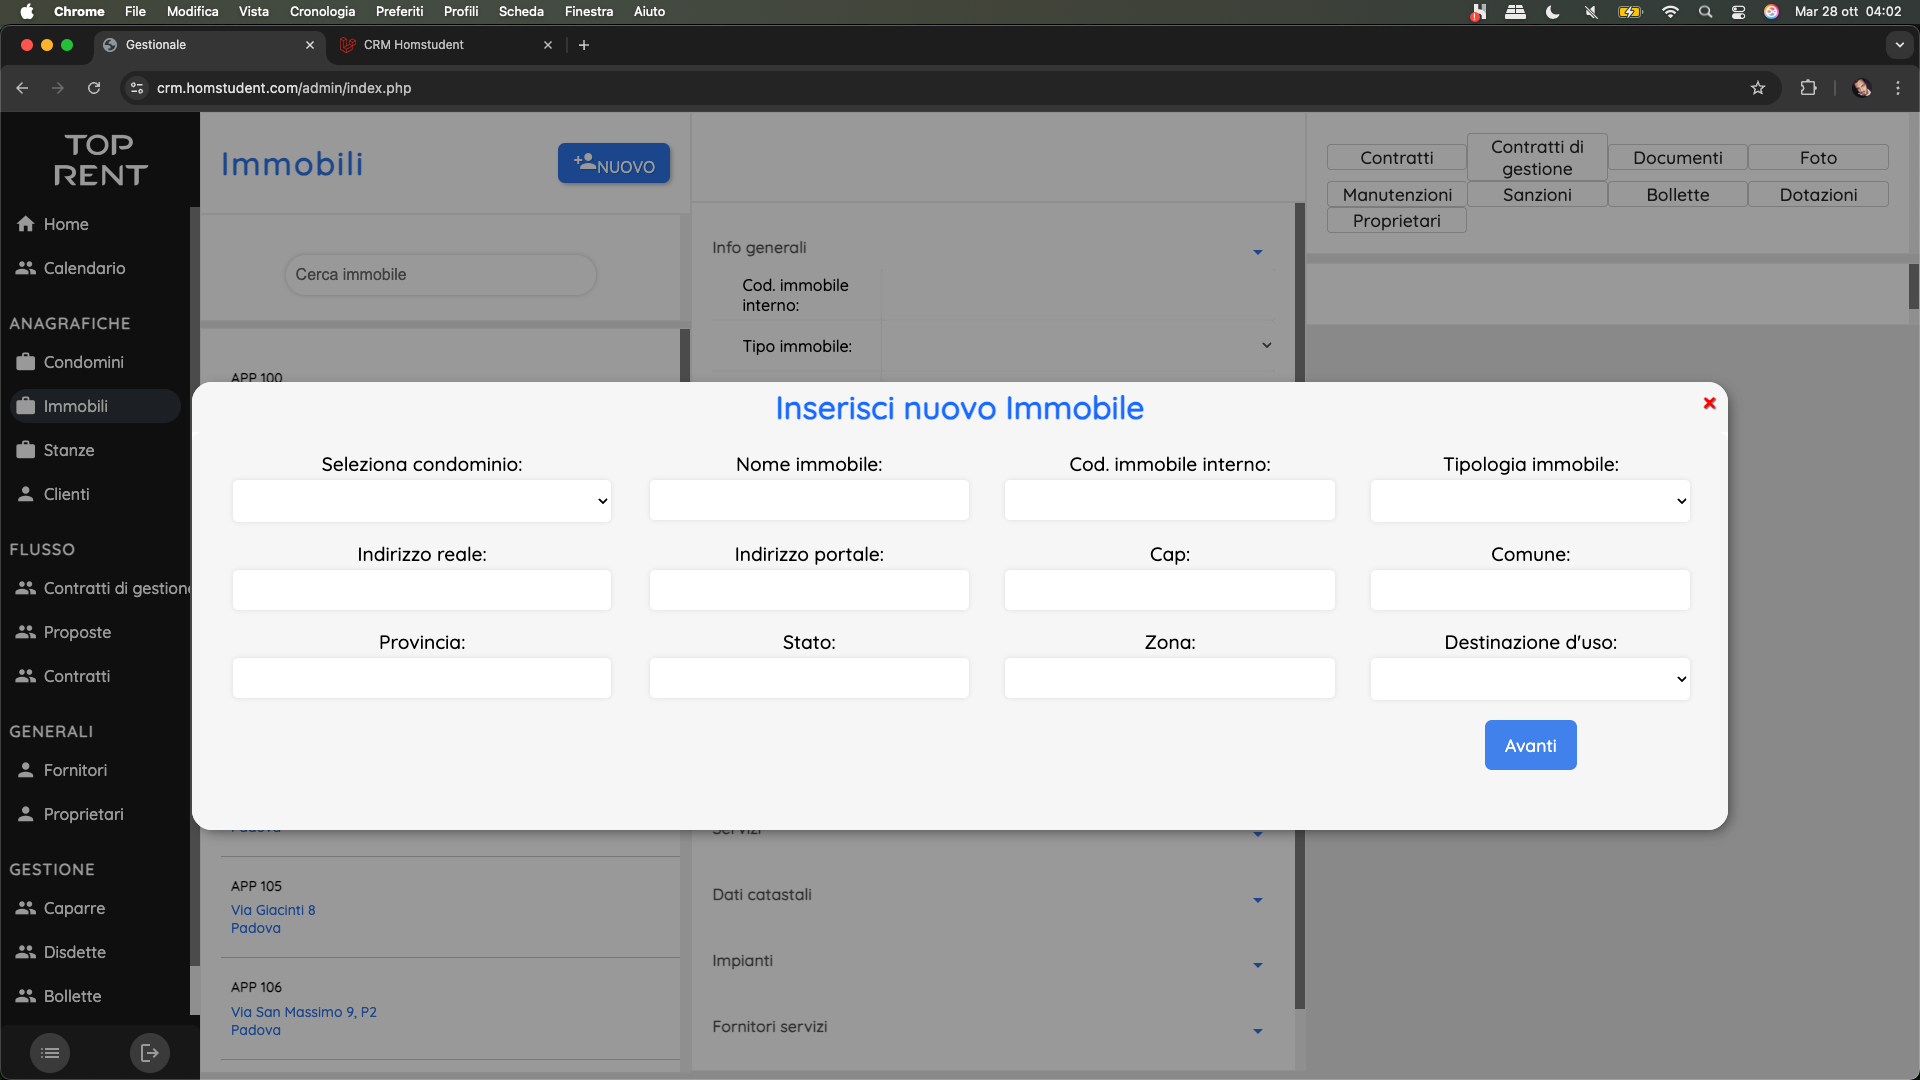 Chrome File Modifica Vista Cronologia Preferiti Profili Scheda Finestra Aiuto Mar 28 ott 04:02
Gestionale CRM Homstudent
crm.homstudent.com/admin/index.php
TOP
RENT
Home
Calendario
ANAGRAFICHE
Condomini
Immobili
Stanze
Clienti
FLUSSO
Contratti di gestione
Proposte
Contratti
GENERALI
Fornitori
Proprietari
GESTIONE
Caparre
Disdette
Bollette
Immobili
NUOVO
Cerca immobile
APP 100
Padova
APP 105
Via Giacinti 8
Padova
APP 106
Via San Massimo 9, P2
Padova
Info generali
Cod. immobile
interno:
Tipo immobile:
Servizi
Dati catastali
Impianti
Fornitori servizi
Contratti
Contratti di
gestione
Documenti
Foto
Manutenzioni
Sanzioni
Bollette
Dotazioni
Proprietari
Inserisci nuovo Immobile
Seleziona condominio: Nome immobile: Cod. immobile interno: Tipologia immobile:
Indirizzo reale: Indirizzo portale: Cap: Comune:
Provincia: Stato: Zona: Destinazione d'uso:
Avanti